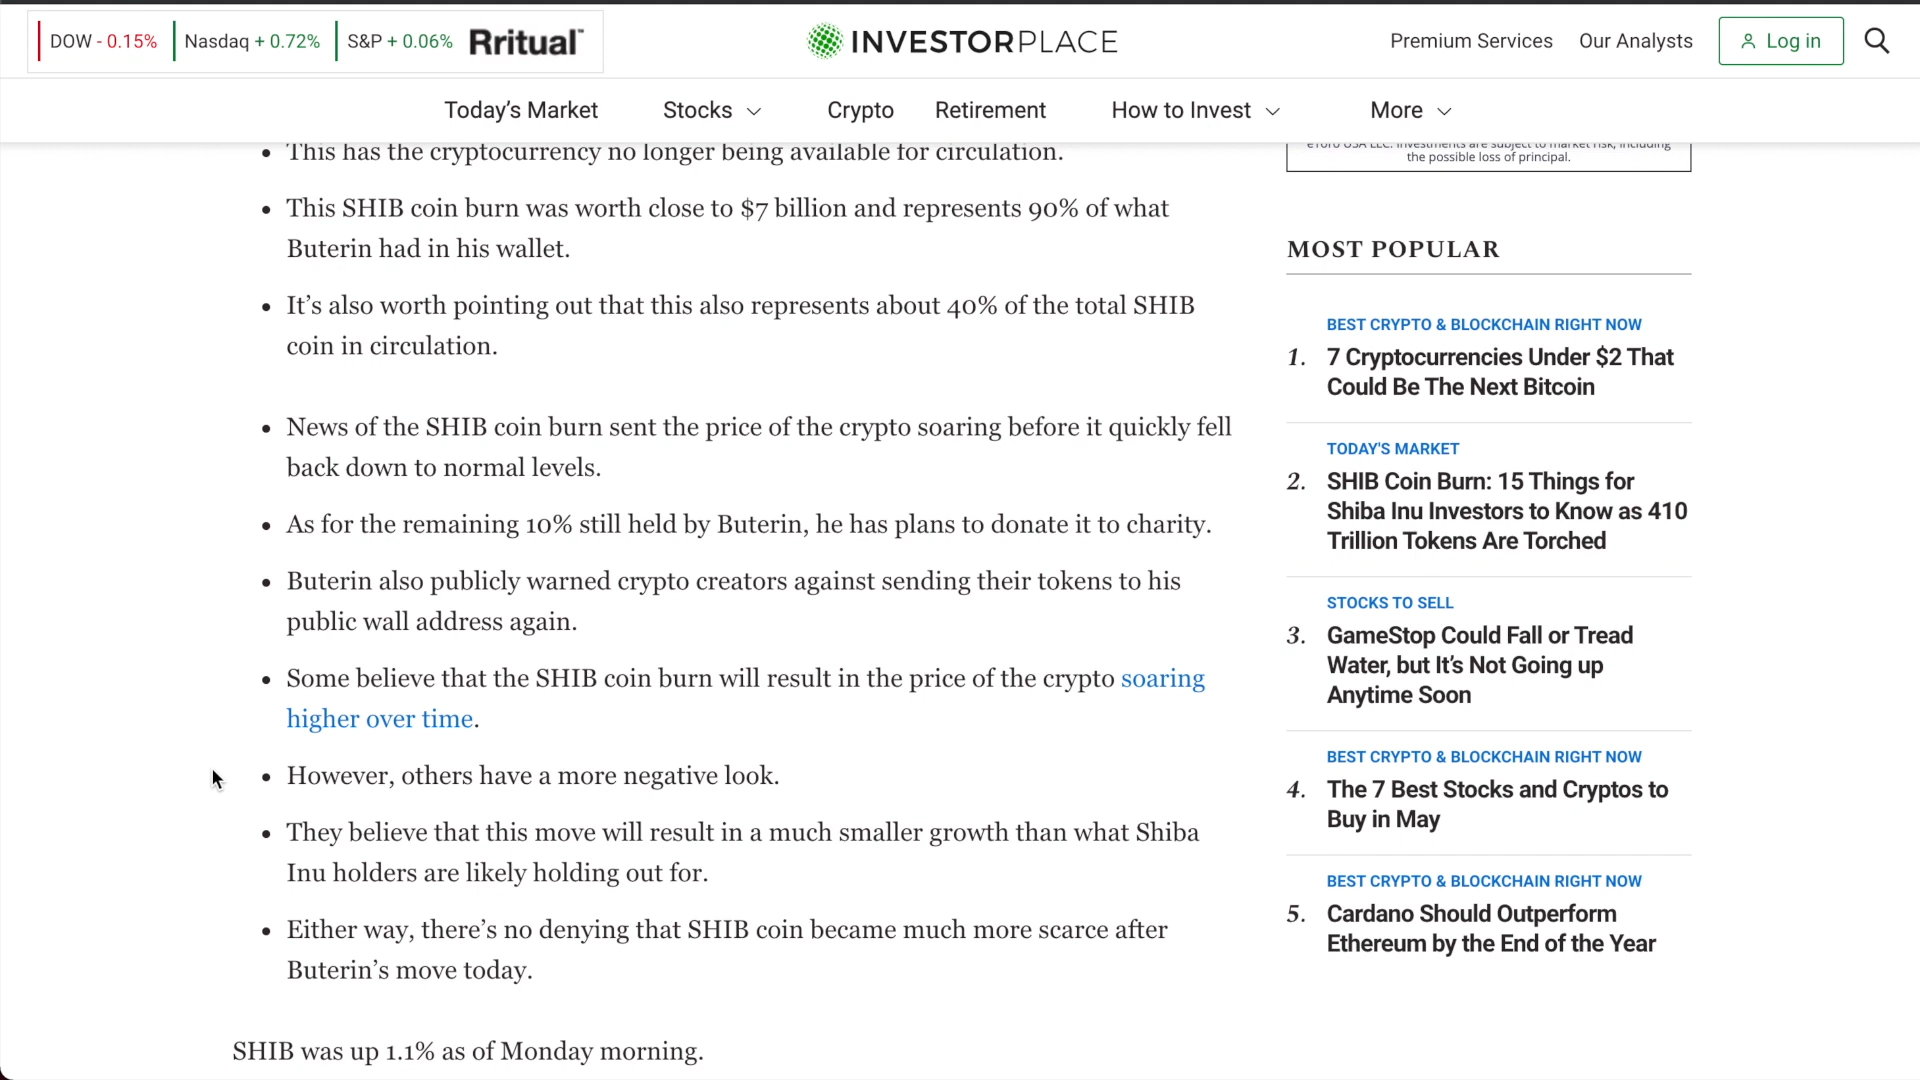 DOW - 0.15% Nasdaq + 0.72% S&P + 0.06% Rritual
INVESTORPLACE
Premium Services Our Analysts Log in
Today's Market Stocks Crypto Retirement How to Invest More
• This has the cryptocurrency no longer being available for circulation.
• This SHIB coin burn was worth close to $7 billion and represents 90% of what
Buterin had in his wallet.
• It's also worth pointing out that this also represents about 40% of the total SHIB
coin in circulation.
• News of the SHIB coin burn sent the price of the crypto soaring before it quickly fell
back down to normal levels.
• As for the remaining 10% still held by Buterin, he has plans to donate it to charity.
• Buterin also publicly warned crypto creators against sending their tokens to his
public wall address again.
• Some believe that the SHIB coin burn will result in the price of the crypto soaring
higher over time.
• However, others have a more negative look.
• They believe that this move will result in a much smaller growth than what Shiba
Inu holders are likely holding out for.
• Either way, there's no denying that SHIB coin became much more scarce after
Buterin's move today.
SHIB was up 1.1% as of Monday morning.
eToro USA LLC. Investments are subject to market risk, including
the possible loss of principal.
MOST POPULAR
BEST CRYPTO & BLOCKCHAIN RIGHT NOW
1. 7 Cryptocurrencies Under $2 That
Could Be The Next Bitcoin
TODAY'S MARKET
2. SHIB Coin Burn: 15 Things for
Shiba Inu Investors to Know as 410
Trillion Tokens Are Torched
STOCKS TO SELL
3. GameStop Could Fall or Tread
Water, but It's Not Going up
Anytime Soon
BEST CRYPTO & BLOCKCHAIN RIGHT NOW
4. The 7 Best Stocks and Cryptos to
Buy in May
BEST CRYPTO & BLOCKCHAIN RIGHT NOW
5. Cardano Should Outperform
Ethereum by the End of the Year